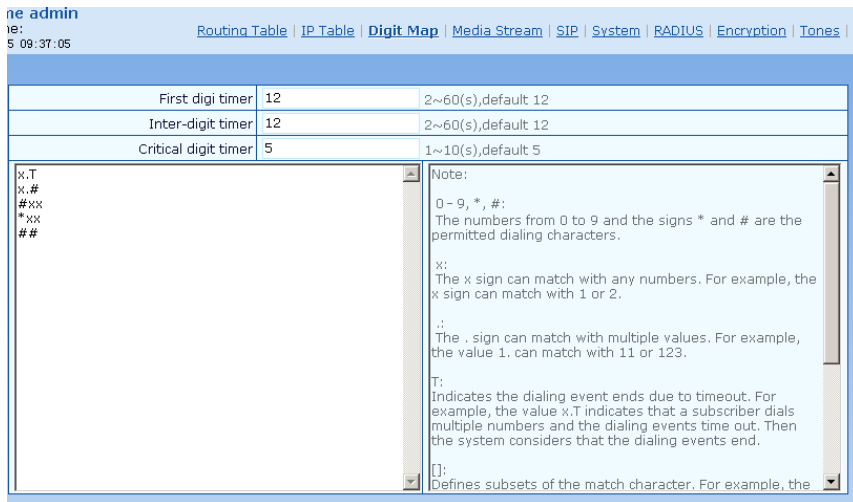 me admin
Routing Table | IP Table | Digit Map | Media Stream | SIP | System | RADIUS | Encryption | Tones |
5 09:37:05
First digi timer 12 2~60(s),default 12
Inter-digit timer 12 2~60(s),default 12
Critical digit timer 5 1~10(s),default 5
x.T
x.#
#xx
*xx
##
Note:
0 - 9, *, #:
The numbers from 0 to 9 and the signs * and # are the
permitted dialing characters.
x:
The x sign can match with any numbers. For example, the
x sign can match with 1 or 2.
.:
The . sign can match with multiple values. For example,
the value 1. can match with 11 or 123.
T:
Indicates the dialing event ends due to timeout. For
example, the value x.T indicates that a subscriber dials
multiple numbers and the dialing events time out. Then
the system considers that the dialing events end.
[]:
Defines subsets of the match character. For example, the